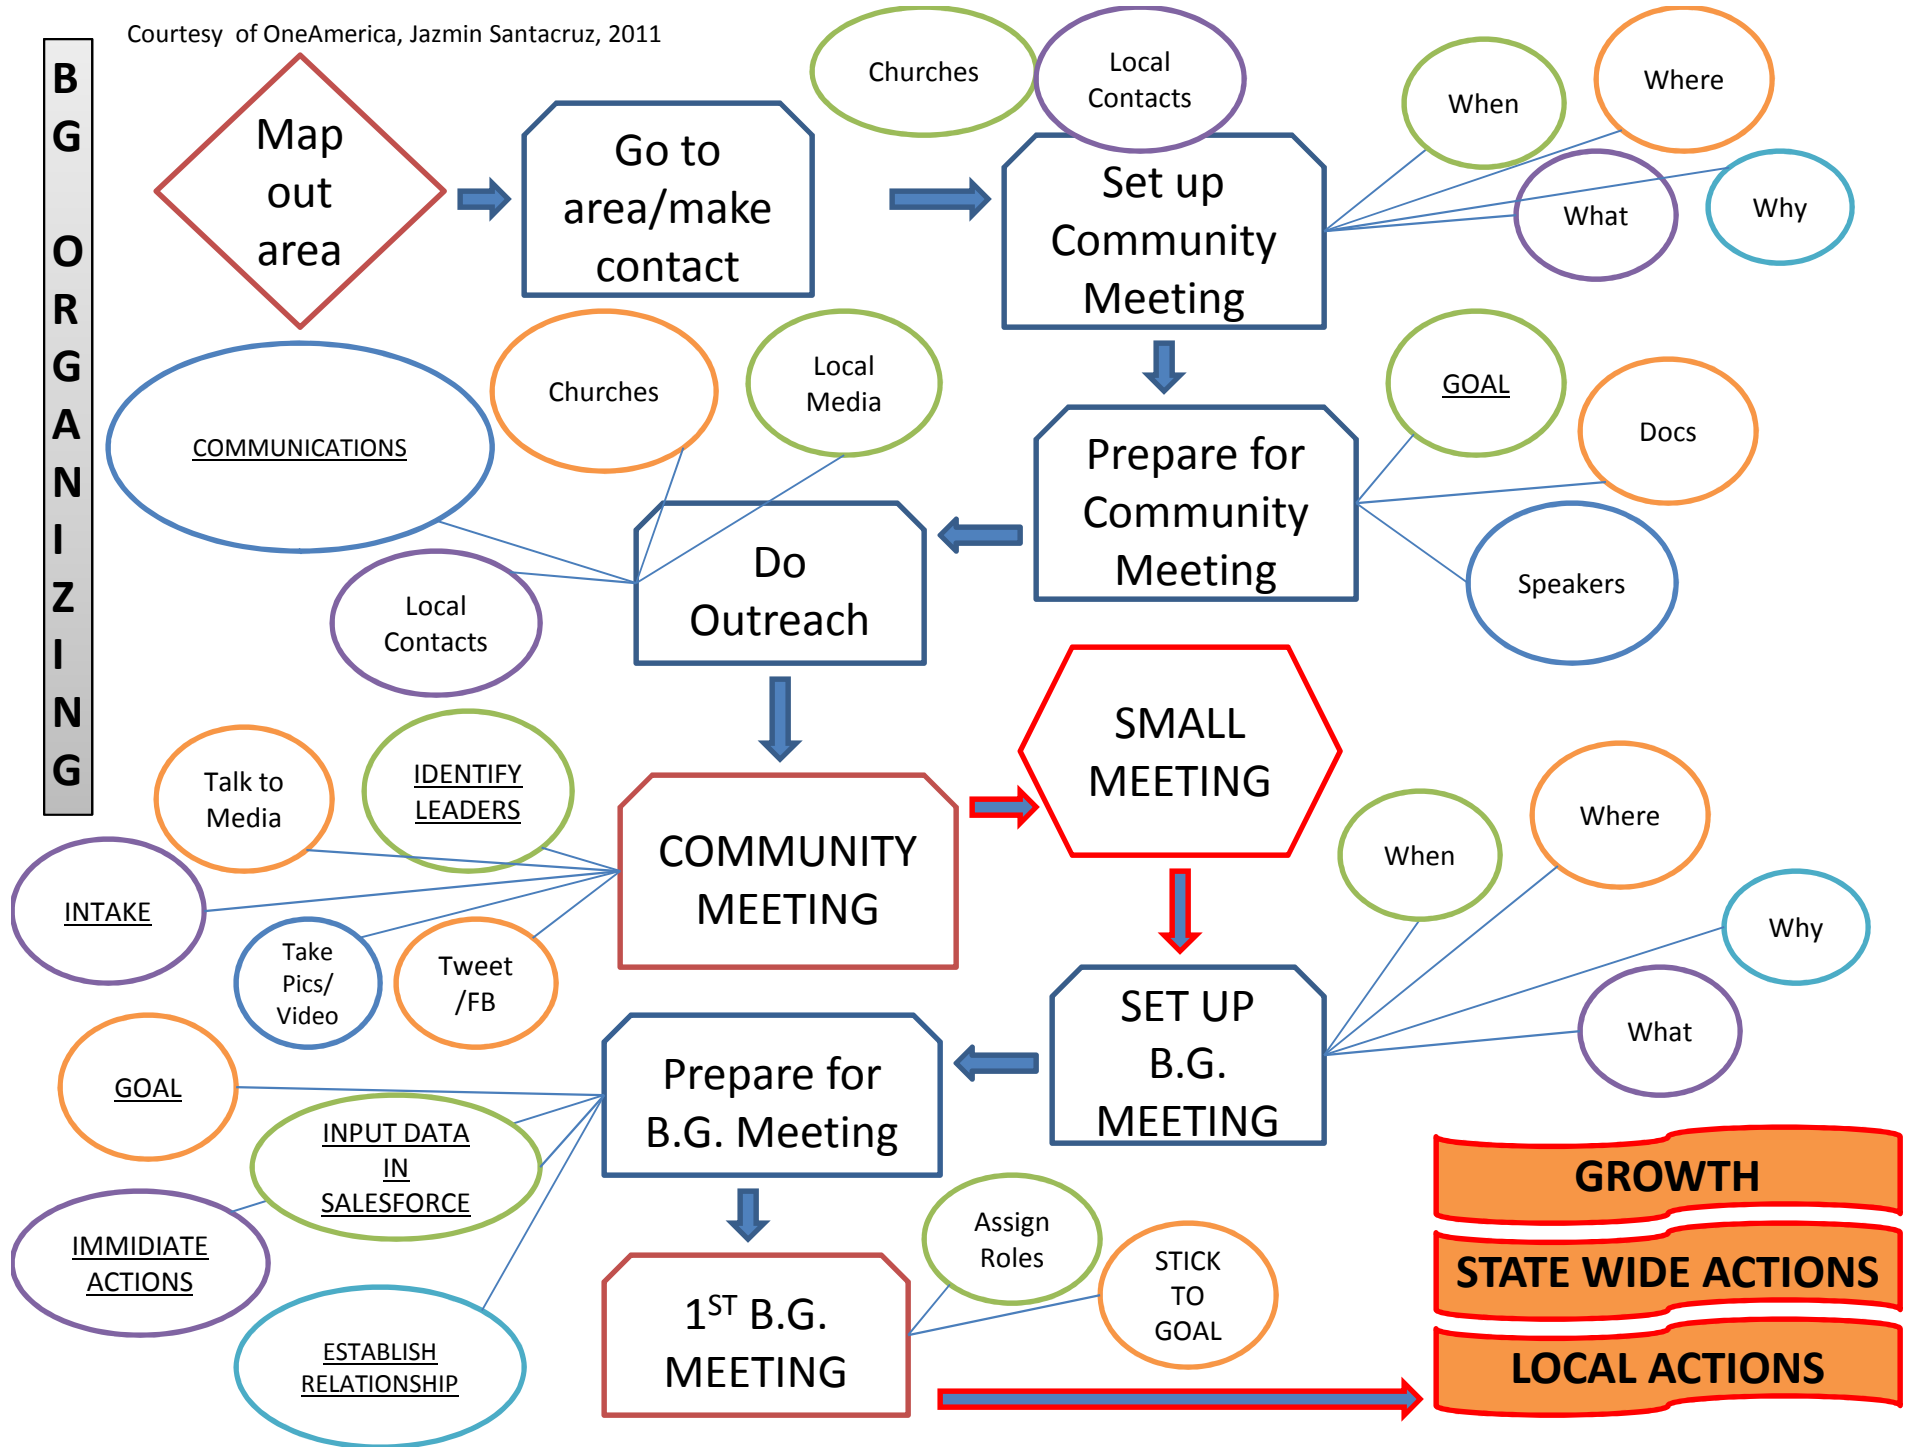 Courtesy of OneAmerica, Jazmin Santacruz, 2011
BG ORGANIZING
Map
out
area
Go to
area/make
contact
Churches
Local
Contacts
Set up
Community
Meeting
When
Where
What
Why
Prepare for
Community
Meeting
GOAL
Docs
Speakers
Do
Outreach
COMMUNICATIONS
Churches
Local
Media
Local
Contacts
COMMUNITY
MEETING
Talk to
Media
IDENTIFY
LEADERS
INTAKE
Take
Pics/
Video
Tweet
/FB
SMALL
MEETING
SET UP
B.G.
MEETING
When
Where
Why
What
Prepare for
B.G. Meeting
GOAL
INPUT DATA
IN
SALESFORCE
IMMIDIATE
ACTIONS
ESTABLISH
RELATIONSHIP
1ST B.G.
MEETING
Assign
Roles
STICK
TO
GOAL
GROWTH
STATE WIDE ACTIONS
LOCAL ACTIONS